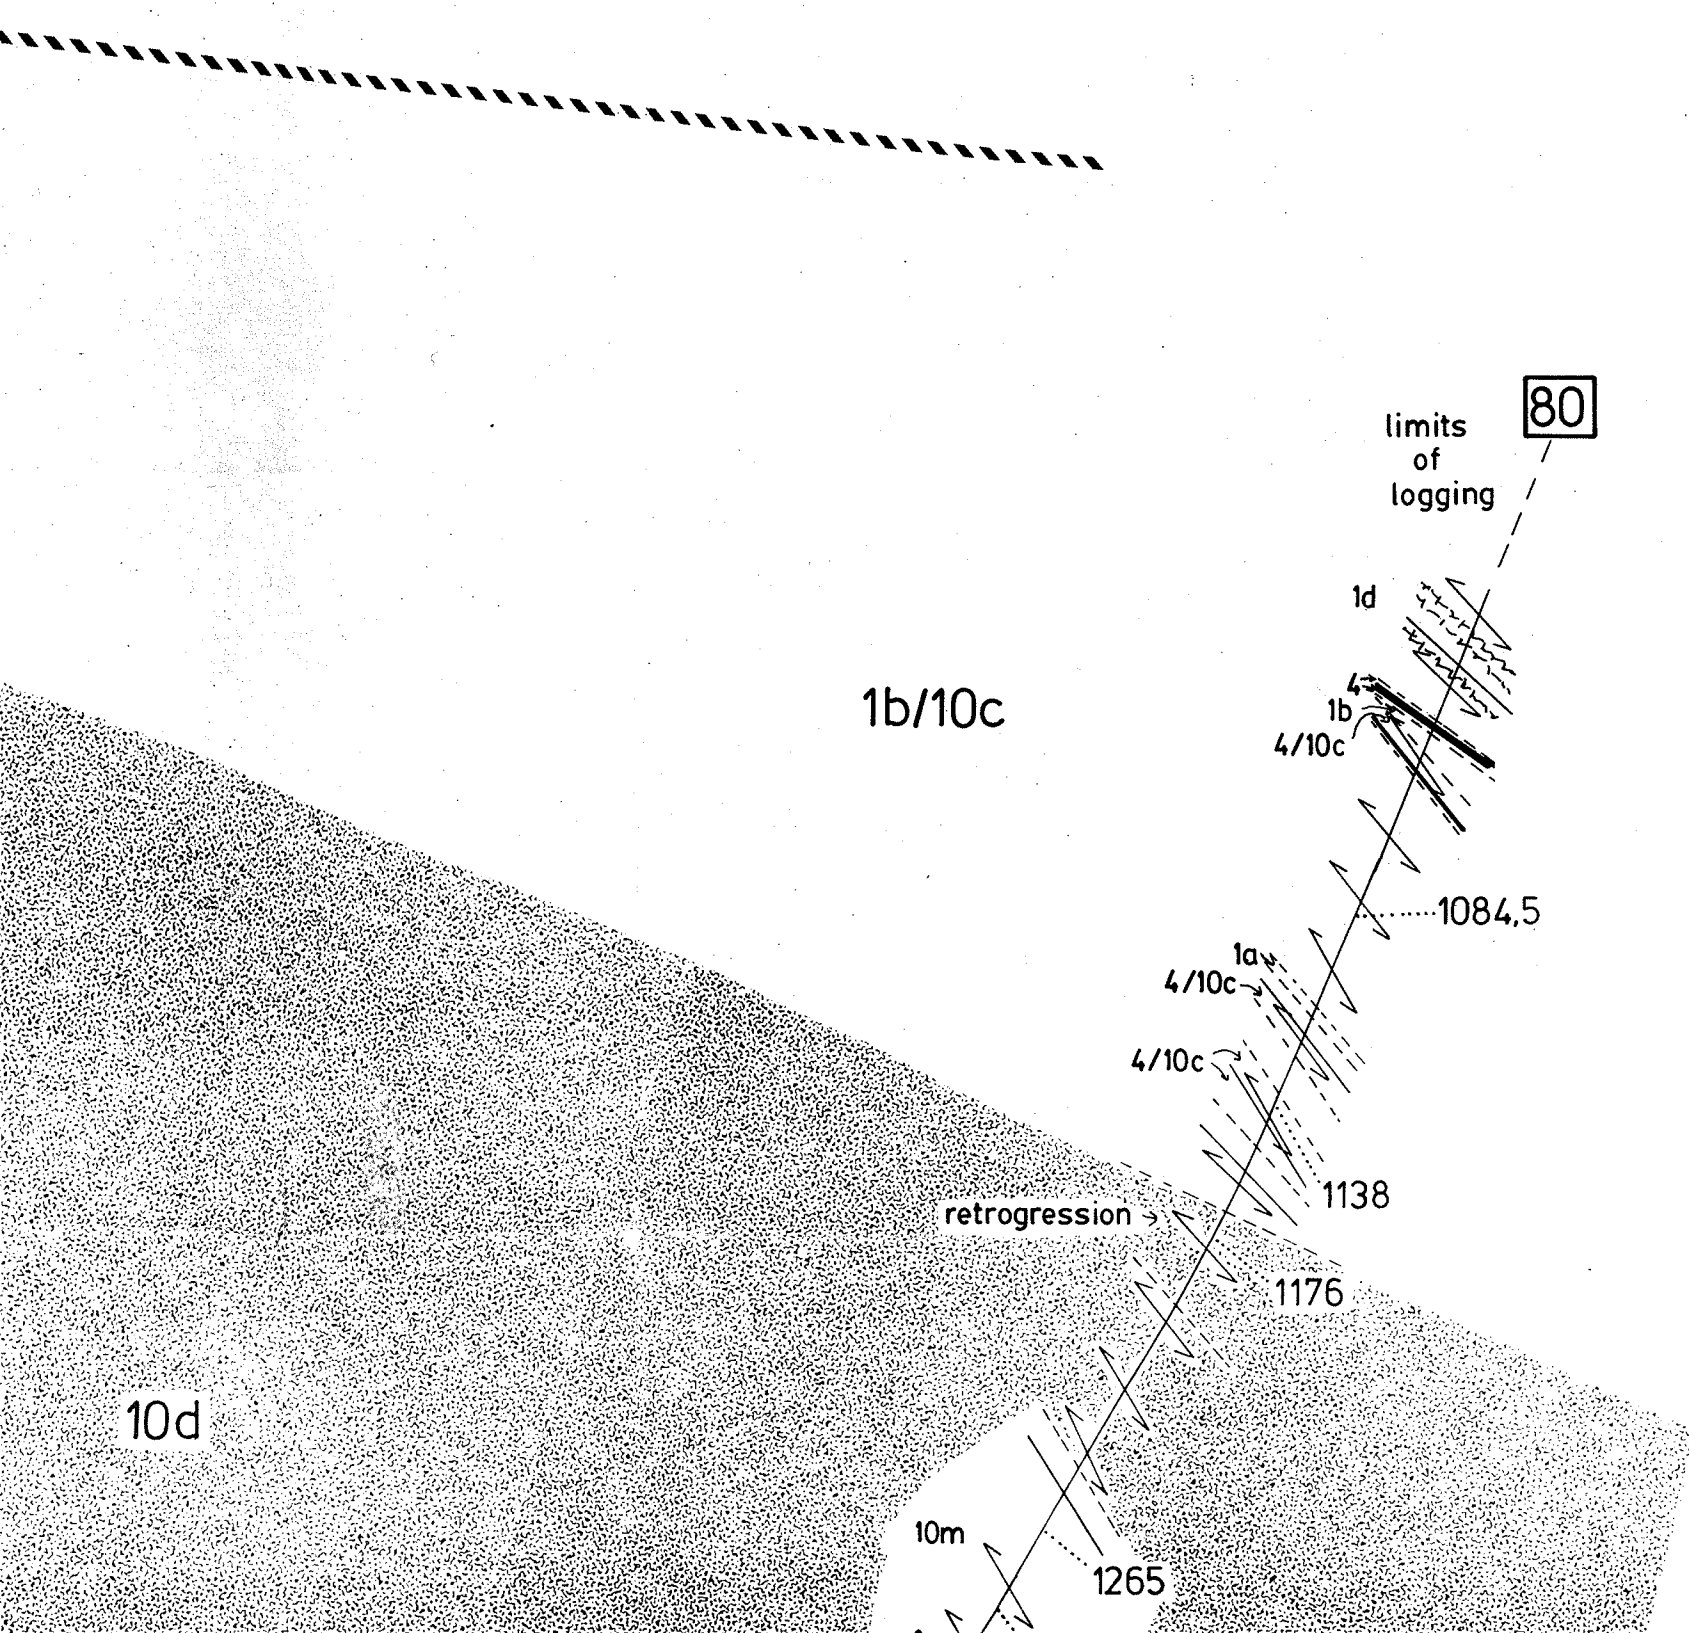 80
limits
of
logging
1d
4
1b
4/10c
1b/10c
1084,5
1a
4/10c
4/10c
1138
retrogression
1176
10d
10m
1265